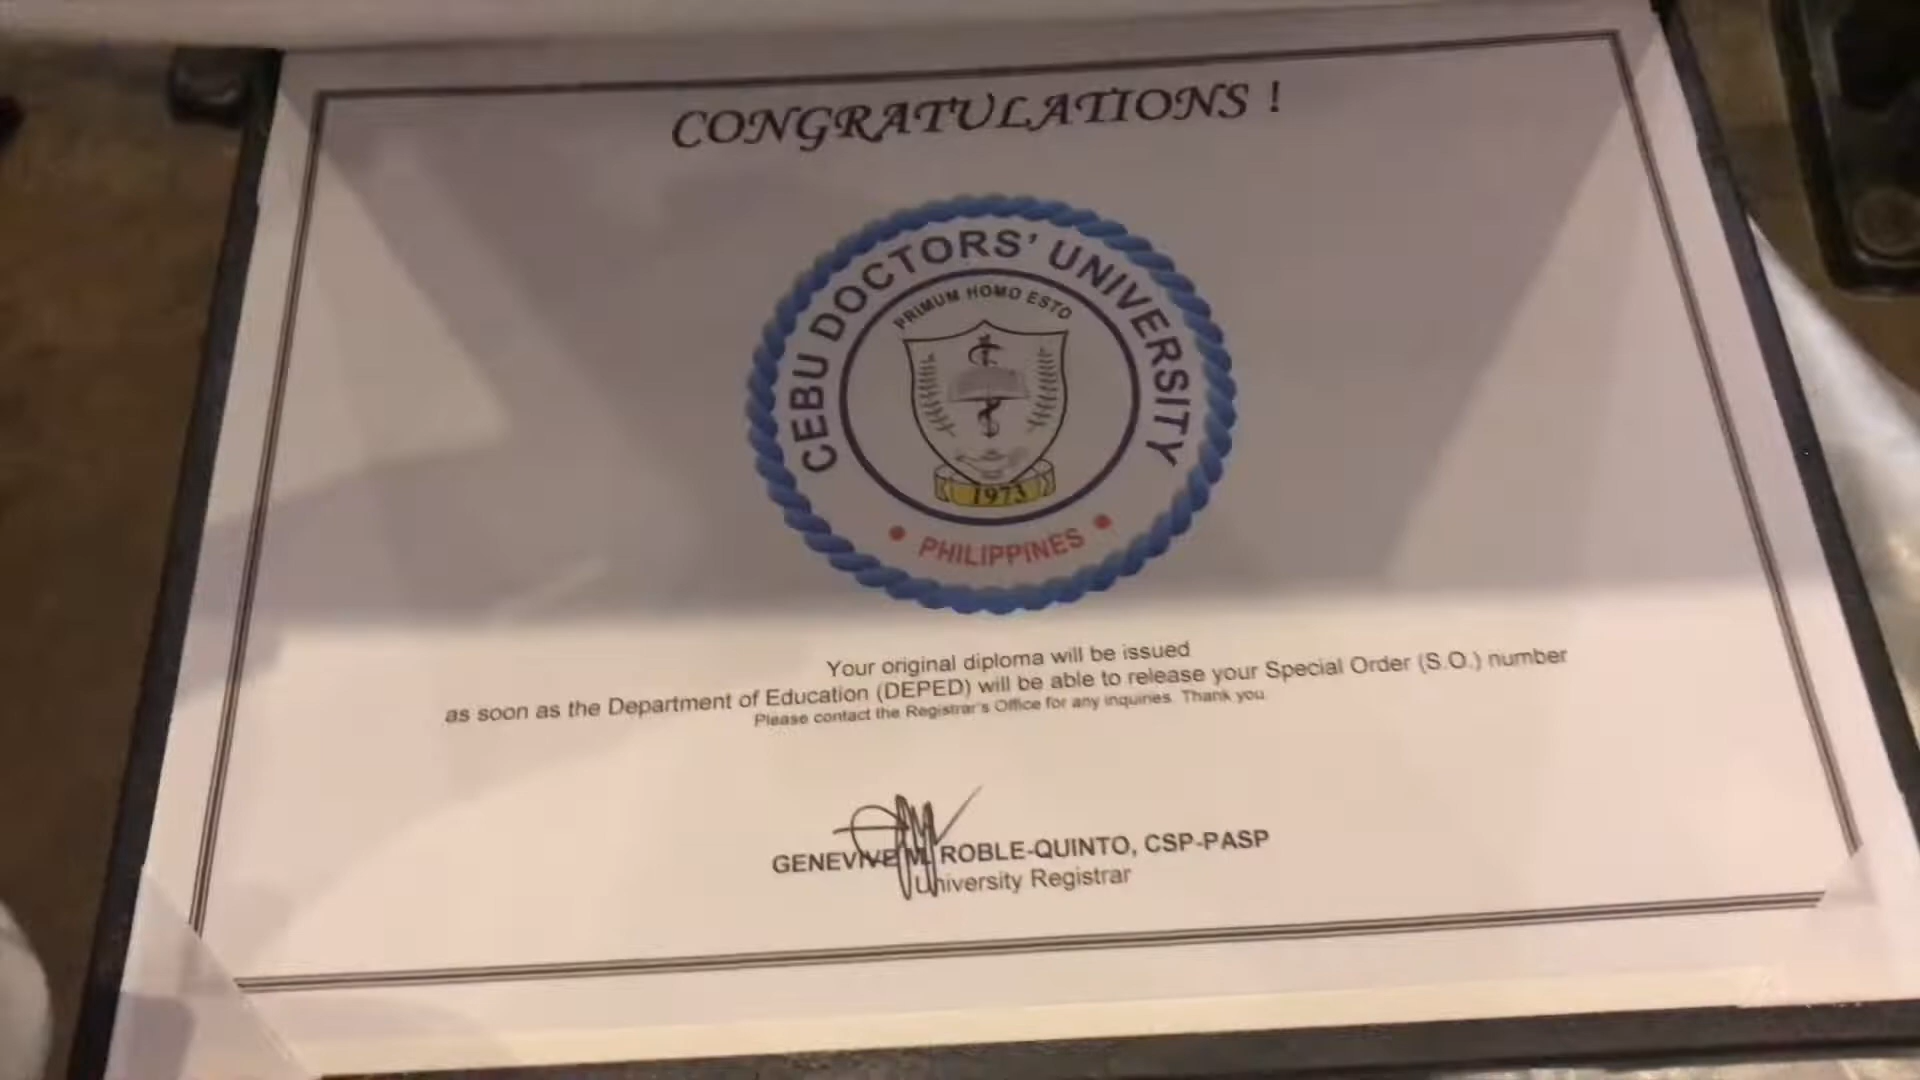 CONGRATULATIONS !
CEBU DOCTORS' UNIVERSITY
PRIMUM HOMO ESTO
1973
• PHILIPPINES •
Your original diploma will be issued
as soon as the Department of Education (DEPED) will be able to release your Special Order (S.O.) number
Please contact the Registrar's Office for any inquiries. Thank you.
GENEVIVE M. ROBLE-QUINTO, CSP-PASP
University Registrar